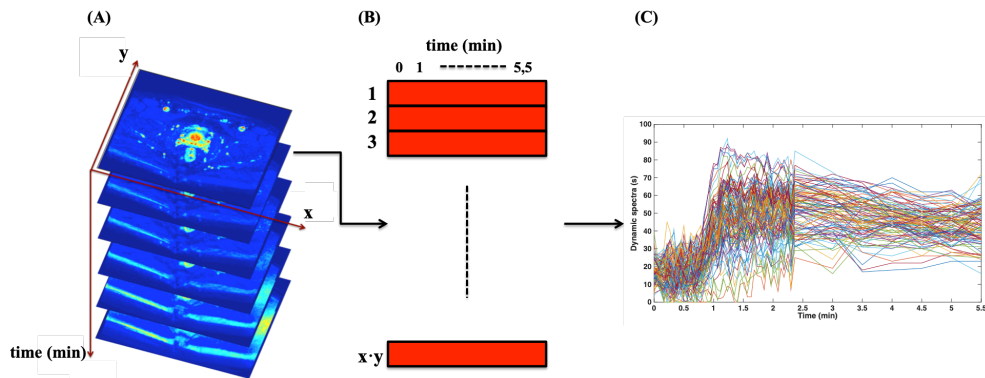 (A)
y
x
time (min)
(B)
time (min)
0 1 5,5
1
2
3
x·y
(C)
Dynamic spectra (s)
100
90
80
70
60
50
40
30
20
10
0
0 0.5 1 1.5 2 2.5 3 3.5 4 4.5 5 5.5
Time (min)